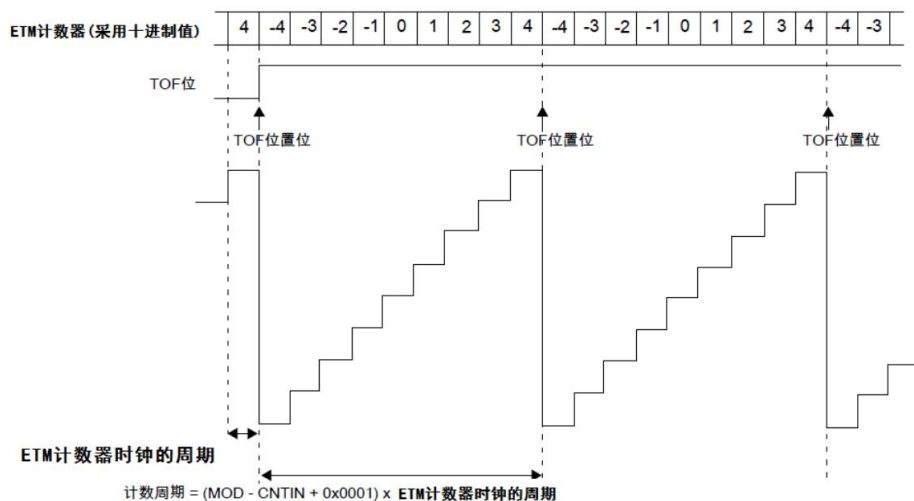 ETM计数器(采用十进制值) 4 -4 -3 -2 -1 0 1 2 3 4 -4 -3 -2 -1 0 1 2 3 4 -4 -3
TOF位
TOF位置位 TOF位置位 TOF位置位
ETM计数器时钟的周期
计数周期 = (MOD - CNTIN + 0x0001) x ETM计数器时钟的周期